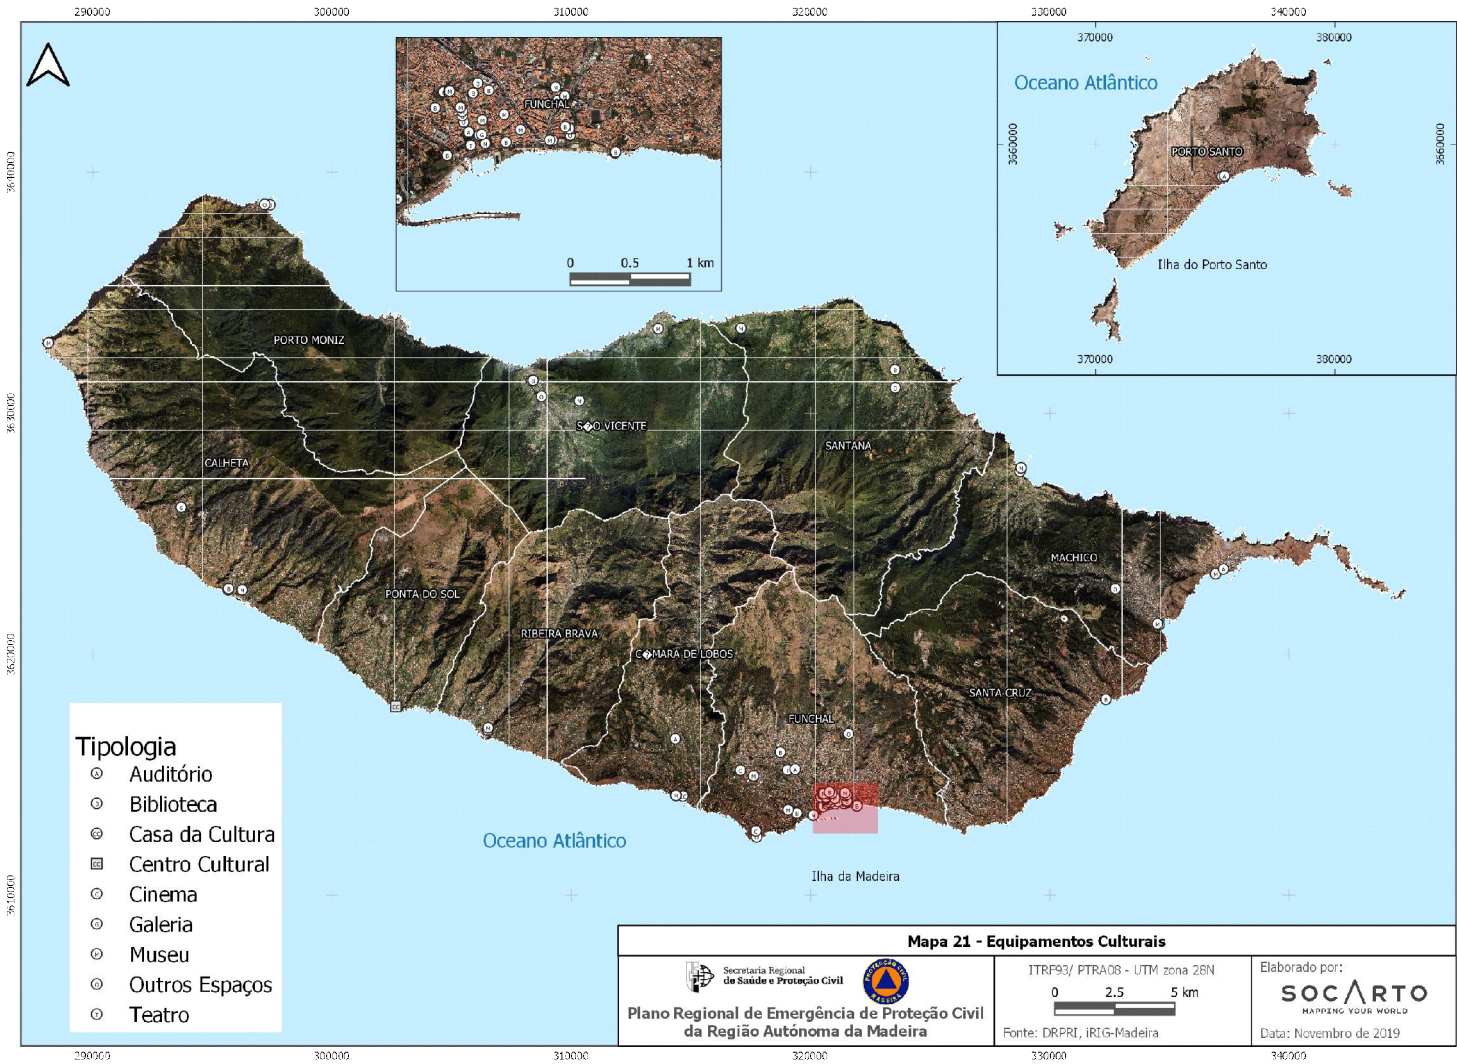 290000 300000 310000 320000 330000 340000
370000 380000
Oceano Atlântico
FUNCHAL
3660000 3660000
PORTO SANTO
A
3640000
0 0.5 1 km
Ilha do Porto Santo
370000 380000
PORTO MONIZ
3630000
S�O VICENTE
SANTANA
CALHETA
MACHICO
PONTA DO SOL
RIBEIRA BRAVA
C�MARA DE LOBOS
3620000
SANTA CRUZ
CC
FUNCHAL
Oceano Atlântico
Ilha da Madeira
3610000
Tipologia
Auditório
Biblioteca
Casa da Cultura
Centro Cultural
Cinema
Galeria
Museu
Outros Espaços
Teatro
Mapa 21 - Equipamentos Culturais
Secretaria Regional
de Saúde e Proteção Civil
PROTECÇÃO CIVIL
MADEIRA
Plano Regional de Emergência de Proteção Civil
da Região Autónoma da Madeira
ITRF93/ PTRA08 - UTM zona 28N
0 2.5 5 km
Fonte: DRPRI, iRIG-Madeira
Elaborado por:
SOCARTO
MAPPING YOUR WORLD
Data: Novembro de 2019
290000 300000 310000 320000 330000 340000